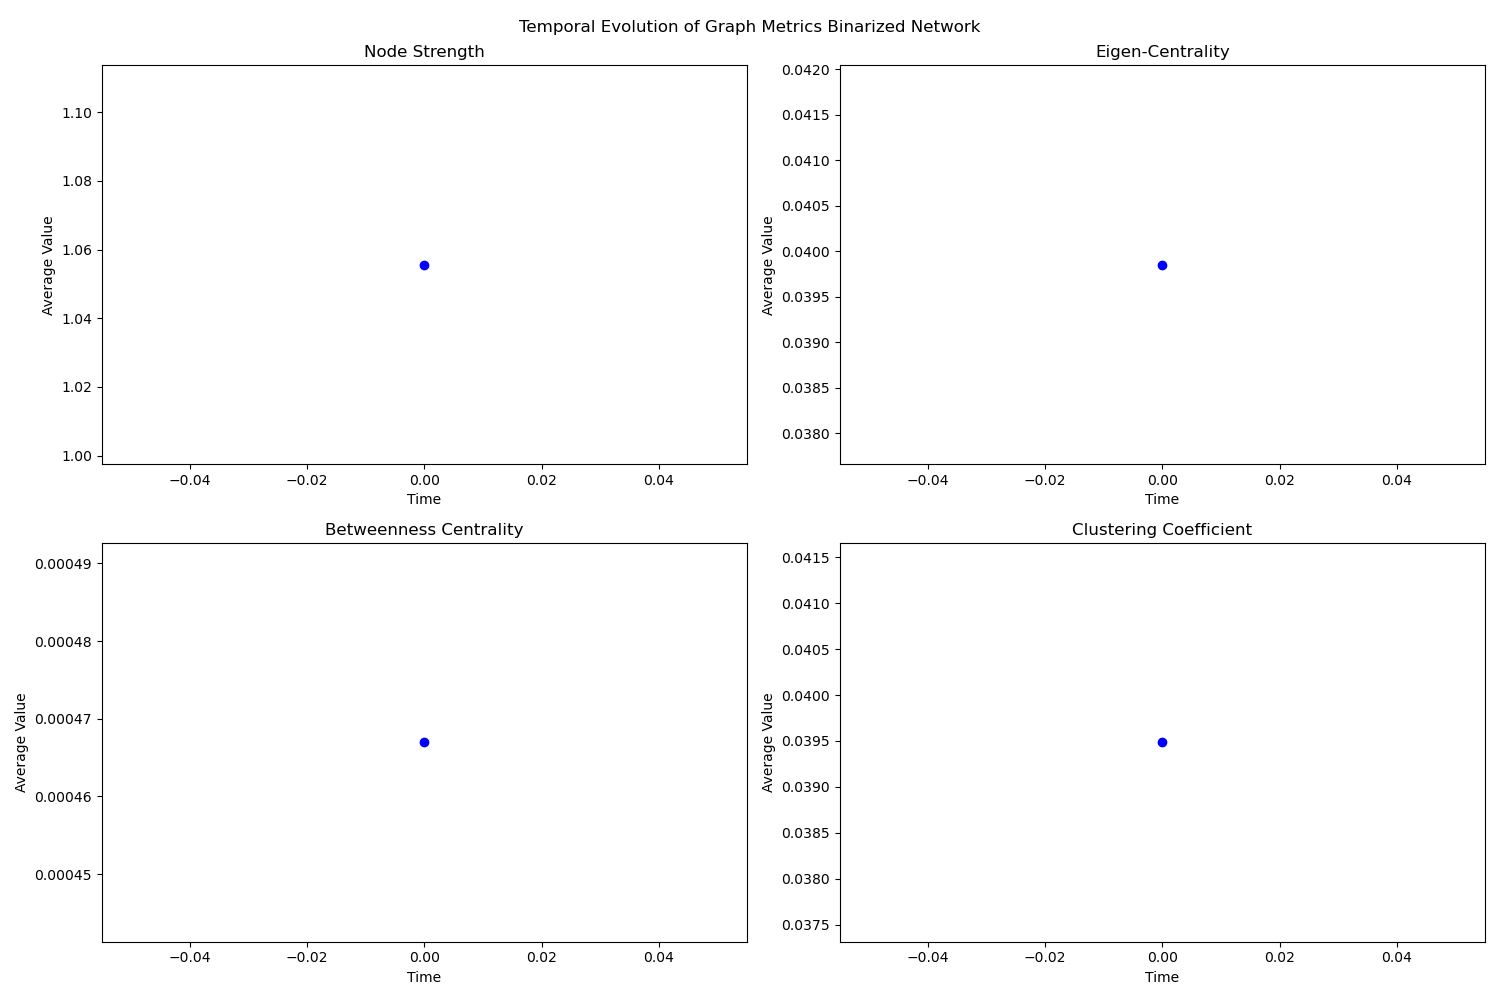 Temporal Evolution of Graph Metrics Binarized Network
Node Strength
1.10
1.08
1.06
1.04
1.02
1.00
Average Value
−0.04 −0.02 0.00 0.02 0.04
Time
Eigen-Centrality
0.0420
0.0415
0.0410
0.0405
0.0400
0.0395
0.0390
0.0385
0.0380
Average Value
−0.04 −0.02 0.00 0.02 0.04
Time
Betweenness Centrality
0.00049
0.00048
0.00047
0.00046
0.00045
Average Value
−0.04 −0.02 0.00 0.02 0.04
Time
Clustering Coefficient
0.0415
0.0410
0.0405
0.0400
0.0395
0.0390
0.0385
0.0380
0.0375
Average Value
−0.04 −0.02 0.00 0.02 0.04
Time